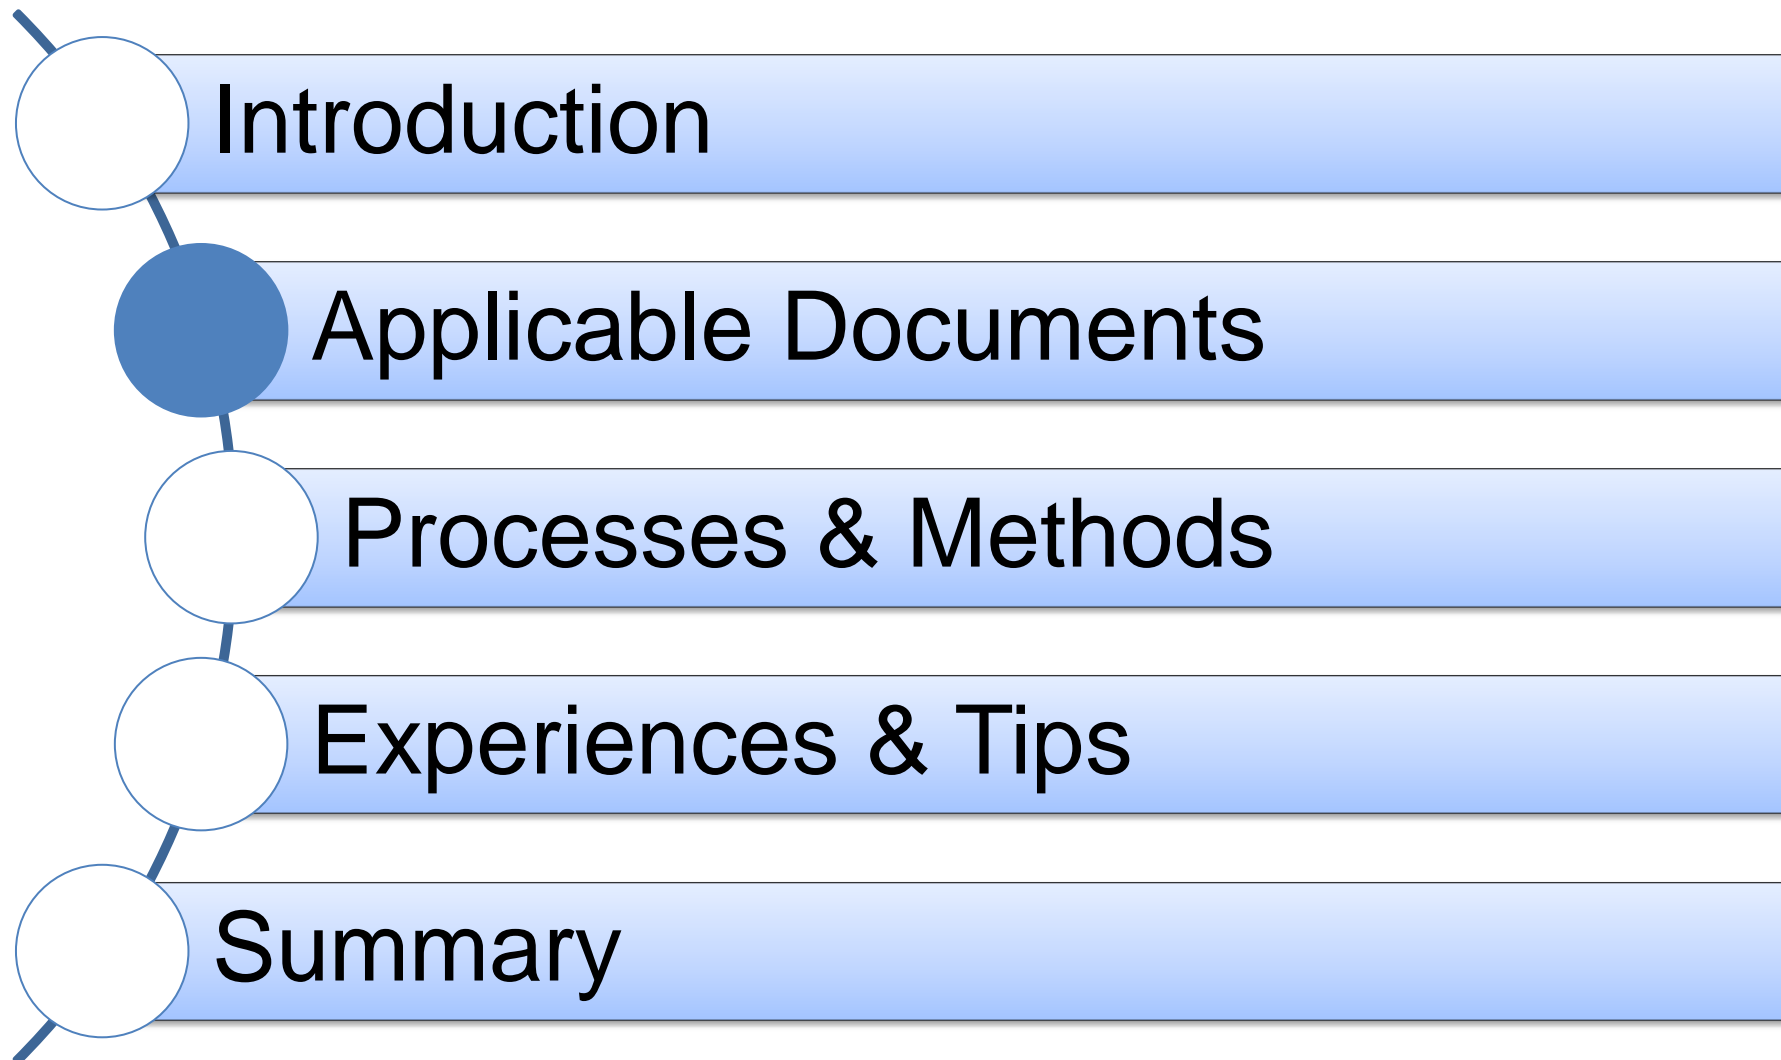 Introduction
Applicable Documents
Processes & Methods
Experiences & Tips
Summary